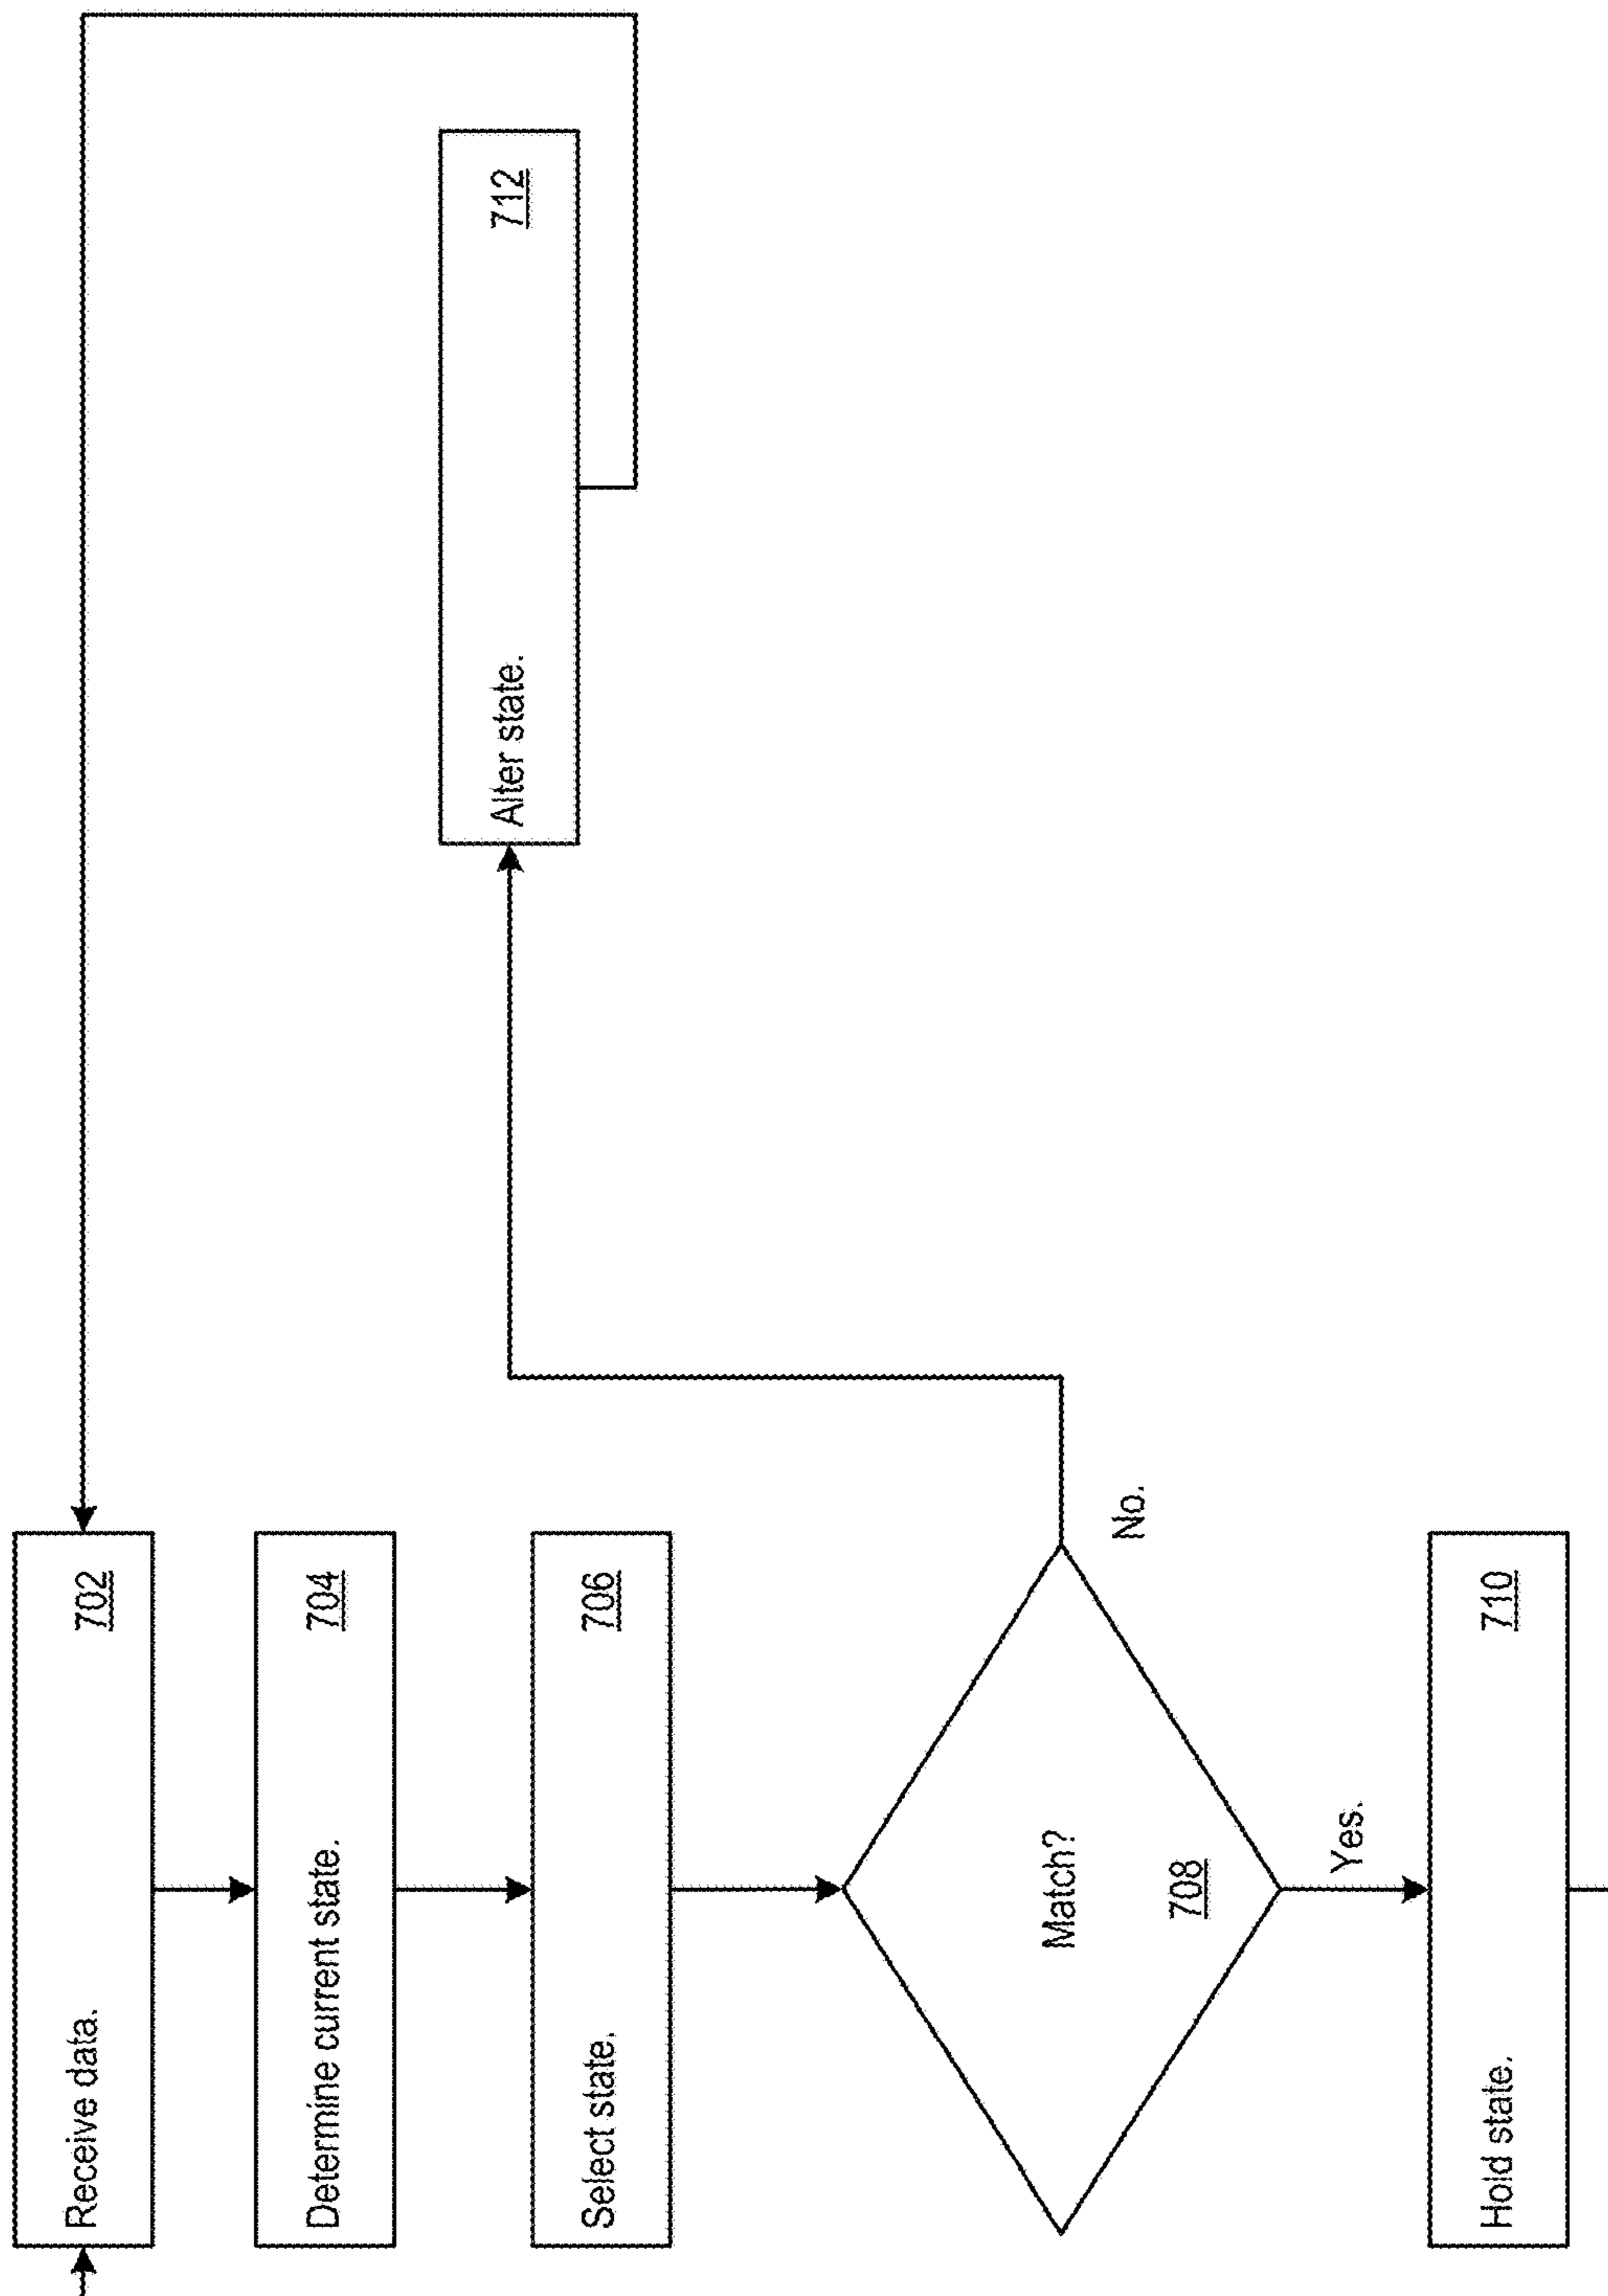 Receive data.
702
Determine current state.
704
Select state.
706
Match?
708
No.
Yes.
Hold state.
710
Alter state.
712